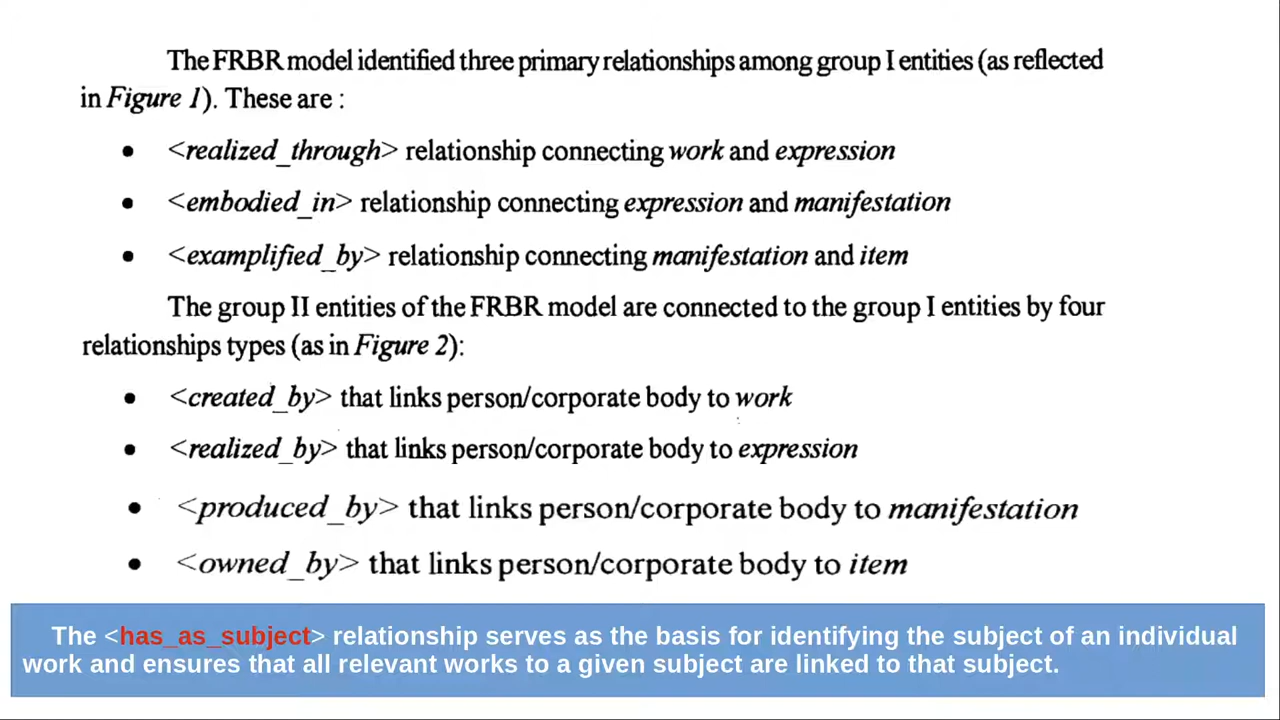 The FRBR model identified three primary relationships among group I entities (as reflected
in Figure 1). These are :
• <realized_through> relationship connecting work and expression
• <embodied_in> relationship connecting expression and manifestation
• <examplified_by> relationship connecting manifestation and item
The group II entities of the FRBR model are connected to the group I entities by four
relationships types (as in Figure 2):
• <created_by> that links person/corporate body to work
• <realized_by> that links person/corporate body to expression
• <produced_by> that links person/corporate body to manifestation
• <owned_by> that links person/corporate body to item
The <has_as_subject> relationship serves as the basis for identifying the subject of an individual
work and ensures that all relevant works to a given subject are linked to that subject.